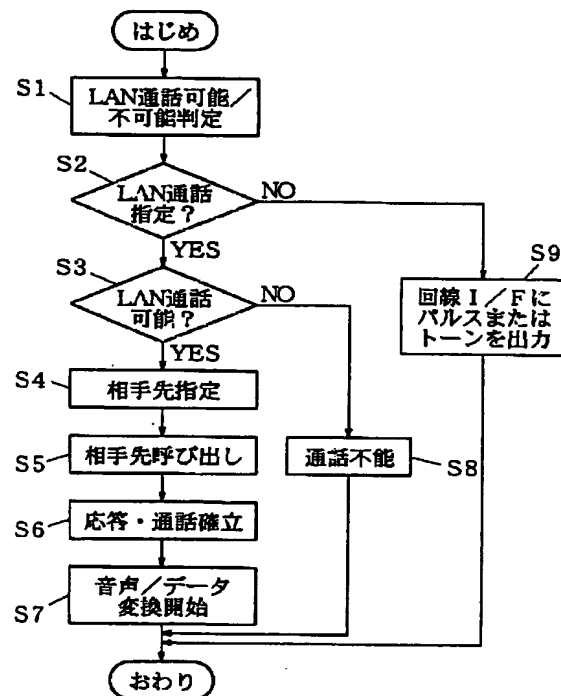 はじめ
S1
LAN通話可能／
不可能判定
S2
LAN通話
指定？
NO
YES
S3
LAN通話
可能？
NO
YES
S9
回線Ｉ／Ｆに
パルスまたは
トーンを出力
S4
相手先指定
S5
相手先呼び出し
通話不能
S8
S6
応答・通話確立
S7
音声／データ
変換開始
おわり